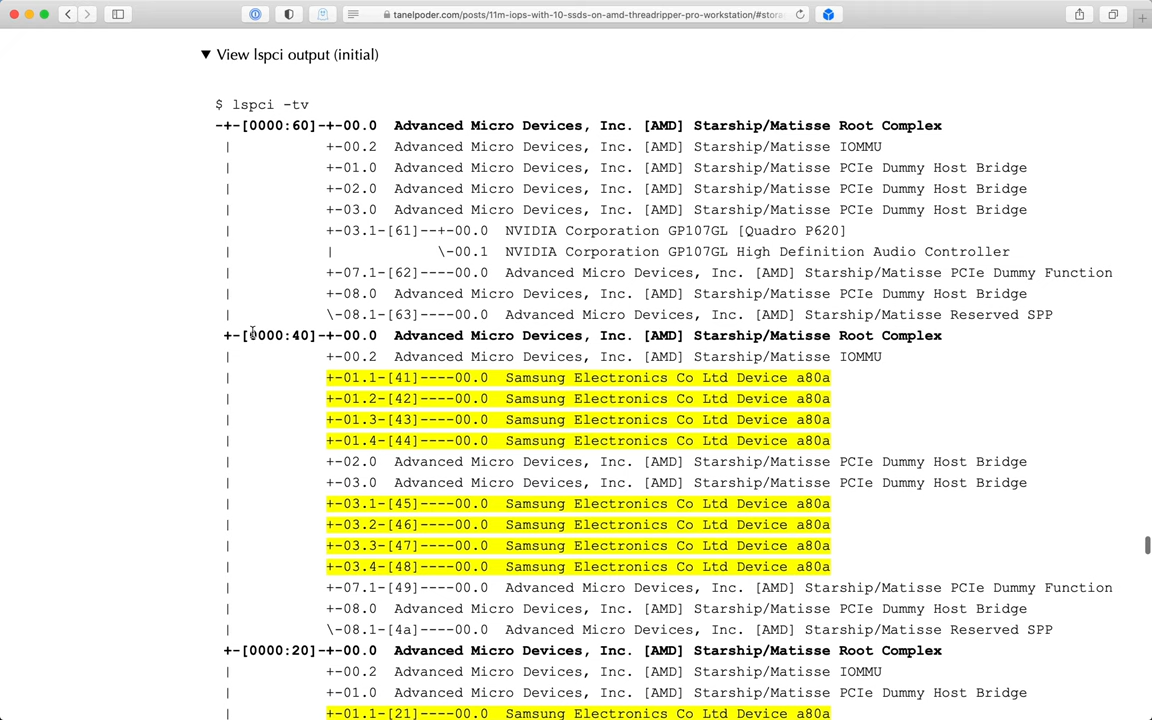 tanelpoder.com/posts/11m-iops-with-10-ssds-on-amd-threadripper-pro-workstation/#stora
▼ View lspci output (initial)
$ lspci -tv
-+-[0000:60]-+-00.0  Advanced Micro Devices, Inc. [AMD] Starship/Matisse Root Complex
 |           +-00.2  Advanced Micro Devices, Inc. [AMD] Starship/Matisse IOMMU
 |           +-01.0  Advanced Micro Devices, Inc. [AMD] Starship/Matisse PCIe Dummy Host Bridge
 |           +-02.0  Advanced Micro Devices, Inc. [AMD] Starship/Matisse PCIe Dummy Host Bridge
 |           +-03.0  Advanced Micro Devices, Inc. [AMD] Starship/Matisse PCIe Dummy Host Bridge
 |           +-03.1-[61]--+-00.0  NVIDIA Corporation GP107GL [Quadro P620]
 |           |            \-00.1  NVIDIA Corporation GP107GL High Definition Audio Controller
 |           +-07.1-[62]----00.0  Advanced Micro Devices, Inc. [AMD] Starship/Matisse PCIe Dummy Function
 |           +-08.0  Advanced Micro Devices, Inc. [AMD] Starship/Matisse PCIe Dummy Host Bridge
 |           \-08.1-[63]----00.0  Advanced Micro Devices, Inc. [AMD] Starship/Matisse Reserved SPP
 +-[0000:40]-+-00.0  Advanced Micro Devices, Inc. [AMD] Starship/Matisse Root Complex
 |           +-00.2  Advanced Micro Devices, Inc. [AMD] Starship/Matisse IOMMU
 |           +-01.1-[41]----00.0  Samsung Electronics Co Ltd Device a80a
 |           +-01.2-[42]----00.0  Samsung Electronics Co Ltd Device a80a
 |           +-01.3-[43]----00.0  Samsung Electronics Co Ltd Device a80a
 |           +-01.4-[44]----00.0  Samsung Electronics Co Ltd Device a80a
 |           +-02.0  Advanced Micro Devices, Inc. [AMD] Starship/Matisse PCIe Dummy Host Bridge
 |           +-03.0  Advanced Micro Devices, Inc. [AMD] Starship/Matisse PCIe Dummy Host Bridge
 |           +-03.1-[45]----00.0  Samsung Electronics Co Ltd Device a80a
 |           +-03.2-[46]----00.0  Samsung Electronics Co Ltd Device a80a
 |           +-03.3-[47]----00.0  Samsung Electronics Co Ltd Device a80a
 |           +-03.4-[48]----00.0  Samsung Electronics Co Ltd Device a80a
 |           +-07.1-[49]----00.0  Advanced Micro Devices, Inc. [AMD] Starship/Matisse PCIe Dummy Function
 |           +-08.0  Advanced Micro Devices, Inc. [AMD] Starship/Matisse PCIe Dummy Host Bridge
 |           \-08.1-[4a]----00.0  Advanced Micro Devices, Inc. [AMD] Starship/Matisse Reserved SPP
 +-[0000:20]-+-00.0  Advanced Micro Devices, Inc. [AMD] Starship/Matisse Root Complex
 |           +-00.2  Advanced Micro Devices, Inc. [AMD] Starship/Matisse IOMMU
 |           +-01.0  Advanced Micro Devices, Inc. [AMD] Starship/Matisse PCIe Dummy Host Bridge
 |           +-01.1-[21]----00.0  Samsung Electronics Co Ltd Device a80a